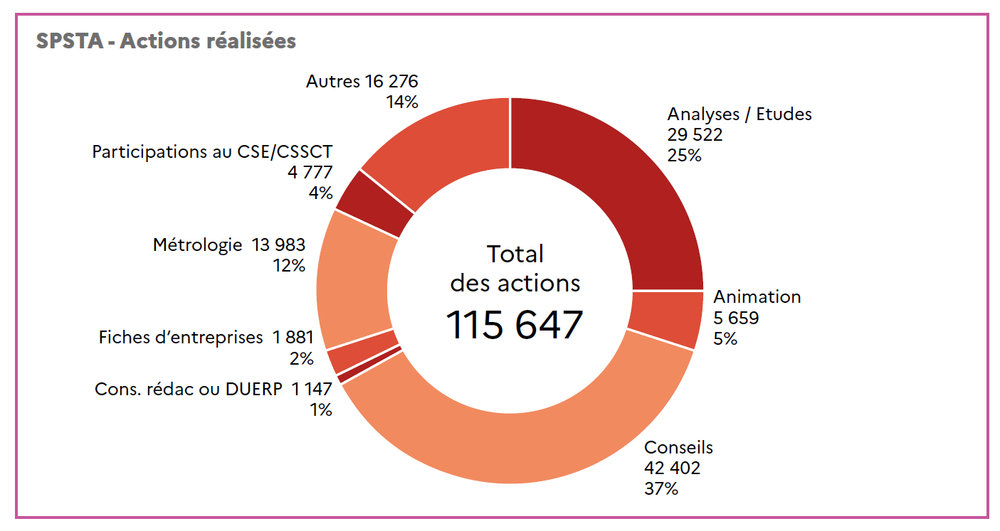 SPSTA - Actions réalisées
Autres 16 276
14%
Analyses / Etudes
29 522
25%
Participations au CSE/CSSCT
4 777
4%
Métrologie 13 983
12%
Total
des actions
115 647
Animation
5 659
5%
Fiches d’entreprises 1 881
2%
Cons. rédac ou DUERP 1 147
1%
Conseils
42 402
37%